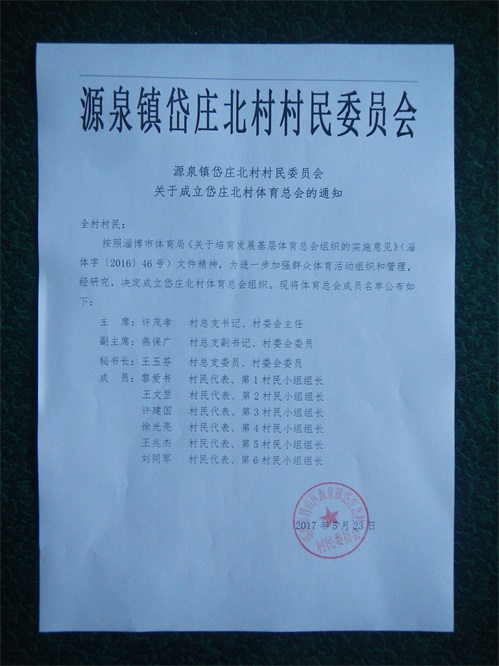 源泉镇岱庄北村村民委员会
源泉镇岱庄北村村民委员会
关于成立岱庄北村体育总会的通知
全村村民：
按照淄博市体育局《关于培育发展基层体育总会组织的实施意见》（淄
体字〔2016〕46号）文件精神，为进一步加强群众体育活动组织和管理，
经研究，决定成立岱庄北村体育总会组织。现将体育总会成员名单公布如
下：
主 席：许茂孝 村总支书记、村委会主任
副主席：燕保广 村总支副书记、村委会委员
秘书长：王玉芬 村总支委员、村委会委员
成 员：黎爱书 村民代表、第1村民小组组长
王文罡 村民代表、第2村民小组组长
许建国 村民代表、第3村民小组组长
徐光亮 村民代表、第4村民小组组长
王兆杰 村民代表、第5村民小组组长
刘同军 村民代表、第6村民小组组长
2017年5月23日
村民委员会